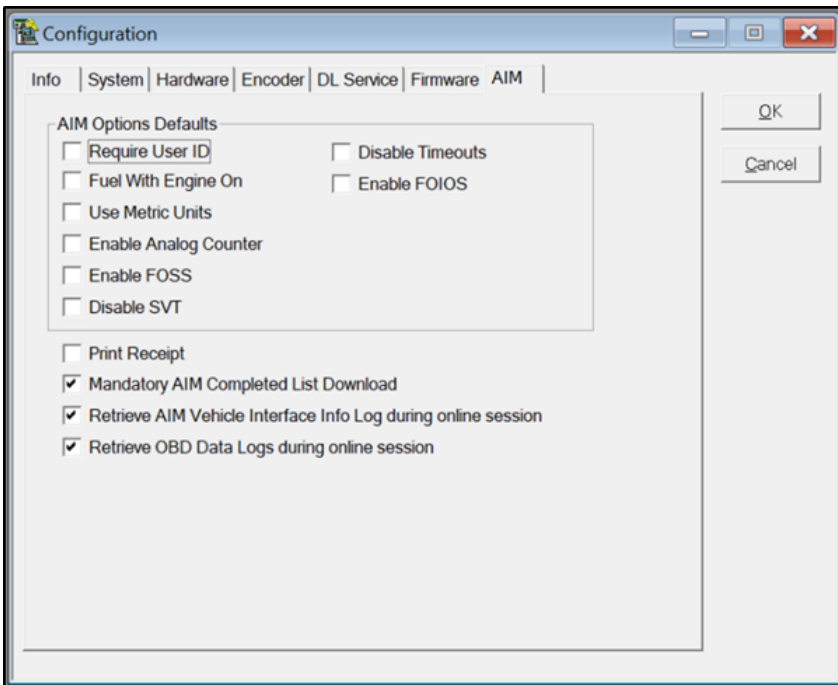 Configuration
Info System Hardware Encoder DL Service Firmware AIM
OK
Cancel
AIM Options Defaults
Require User ID
Disable Timeouts
Fuel With Engine On
Enable FOIOS
Use Metric Units
Enable Analog Counter
Enable FOSS
Disable SVT
Print Receipt
Mandatory AIM Completed List Download
Retrieve AIM Vehicle Interface Info Log during online session
Retrieve OBD Data Logs during online session